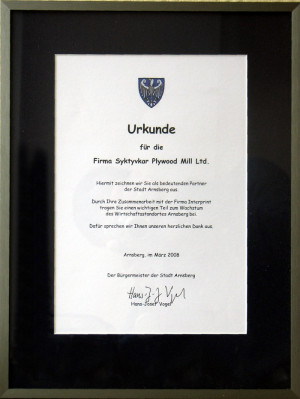 Urkunde
für die
Firma Syktyvkar Plywood Mill Ltd.
Hiermit zeichnen wir Sie als bedeutenden Partner
der Stadt Arnsberg aus.
Durch Ihre Zusammenarbeit mit der Firma Interprint
tragen Sie einen wichtigen Teil zum Wachstum
des Wirtschaftsstandortes Arnsberg bei.
Dafür sprechen wir Ihnen unseren herzlichen Dank aus.
Arnsberg, im März 2008
Der Bürgermeister der Stadt Arnsberg
Hans-J. Vogel
Hans-Josef Vogel